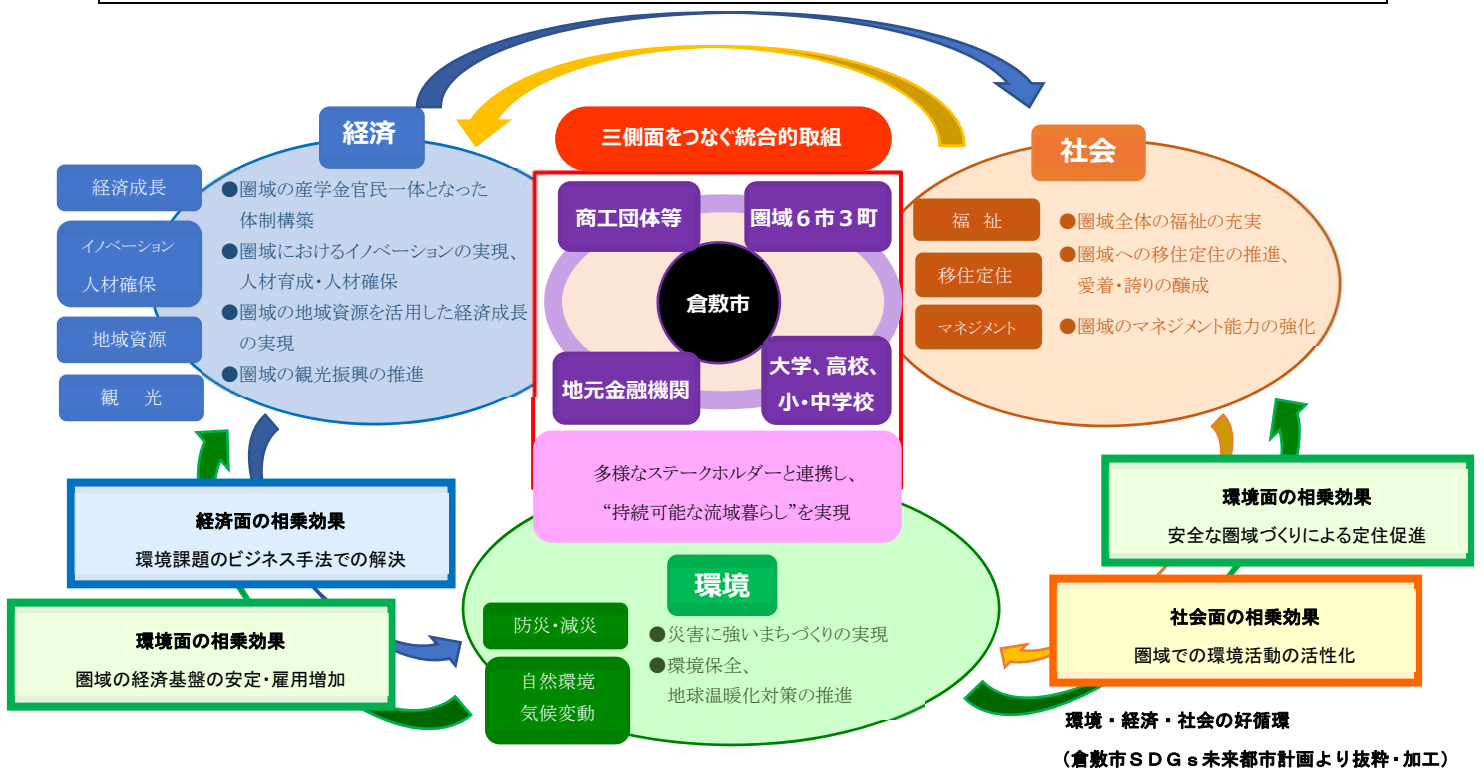 経済
経済成長
イノベーション
人材確保
地域資源
観　光
●圏域の産学金官民一体となった
体制構築
●圏域におけるイノベーションの実現、
人材育成・人材確保
●圏域の地域資源を活用した経済成長
の実現
●圏域の観光振興の推進
三側面をつなぐ統合的取組
商工団体等
圏域６市３町
倉敷市
地元金融機関
大学、高校、
小・中学校
多様なステークホルダーと連携し、
“持続可能な流域暮らし”を実現
社会
福　祉
移住定住
マネジメント
●圏域全体の福祉の充実
●圏域への移住定住の推進、
愛着・誇りの醸成
●圏域のマネジメント能力の強化
経済面の相乗効果
環境課題のビジネス手法での解決
環境面の相乗効果
圏域の経済基盤の安定・雇用増加
環境
防災・減災
自然環境
気候変動
●災害に強いまちづくりの実現
●環境保全、
地球温暖化対策の推進
環境面の相乗効果
安全な圏域づくりによる定住促進
社会面の相乗効果
圏域での環境活動の活性化
環境・経済・社会の好循環
（倉敷市ＳＤＧｓ未来都市計画より抜粋・加工）